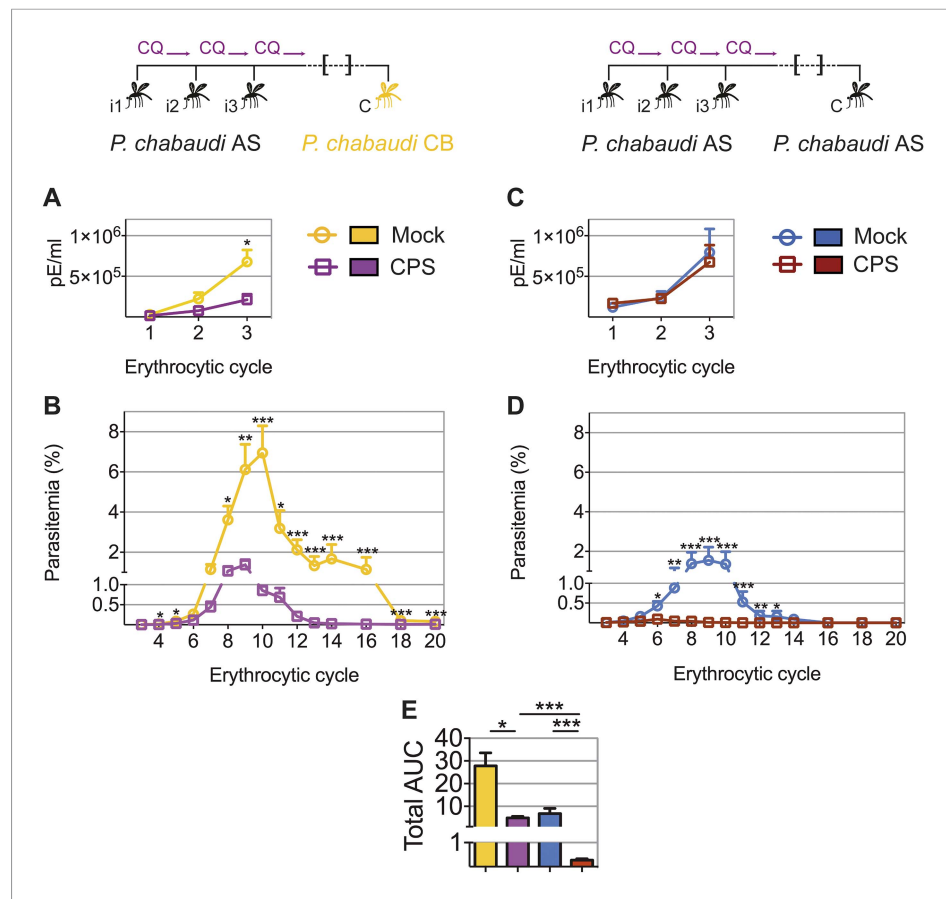 CQ CQ CQ
[ ]
i1 i2 i3 C
P. chabaudi AS P. chabaudi CB
CQ CQ CQ
[ ]
i1 i2 i3 C
P. chabaudi AS P. chabaudi AS
A
pE/ml
1×10⁶
5×10⁵
*
1 2 3
Erythrocytic cycle
Mock
CPS
C
pE/ml
1×10⁶
5×10⁵
1 2 3
Erythrocytic cycle
Mock
CPS
B
Parasitemia (%)
8
6
4
2
1.0
0.5
* * * ** *** * *** *** *** *** *** ***
4 6 8 10 12 14 16 18 20
Erythrocytic cycle
D
Parasitemia (%)
8
6
4
2
1.0
0.5
* ** *** *** *** *** ** *
4 6 8 10 12 14 16 18 20
Erythrocytic cycle
E
Total AUC
40
30
20
10
1
***
* ***